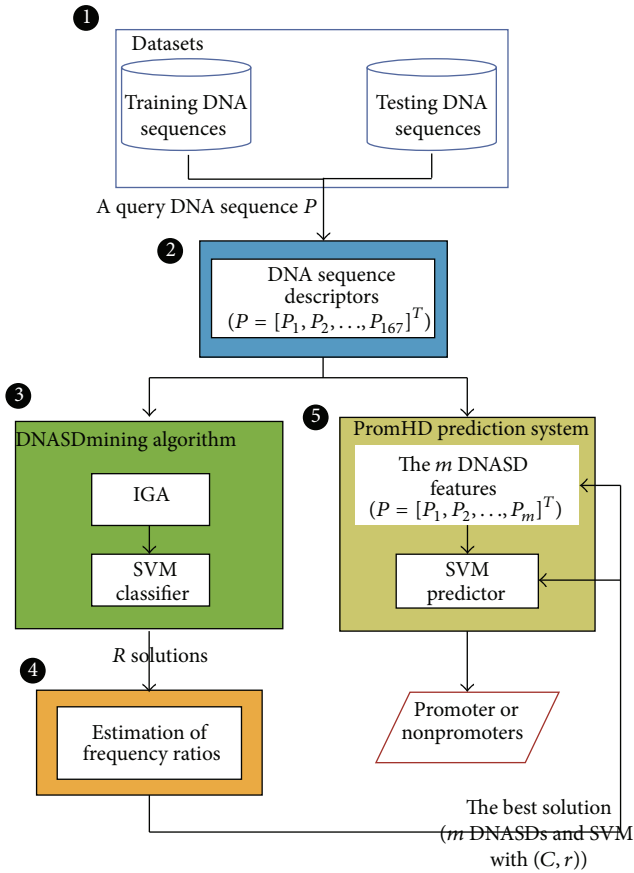 1
Datasets
Training DNA
sequences
Testing DNA
sequences
A query DNA sequence P
2
DNA sequence
descriptors
(P = [P₁, P₂, …, P₁₆₇]ᵀ)
3
DNASDmining algorithm
IGA
SVM
classifier
R solutions
4
Estimation of
frequency ratios
5
PromHD prediction system
The m DNASD
features
(P = [P₁, P₂, …, Pₘ]ᵀ)
SVM
predictor
Promoter or
nonpromoters
The best solution
(m DNASDs and SVM
with (C, r))